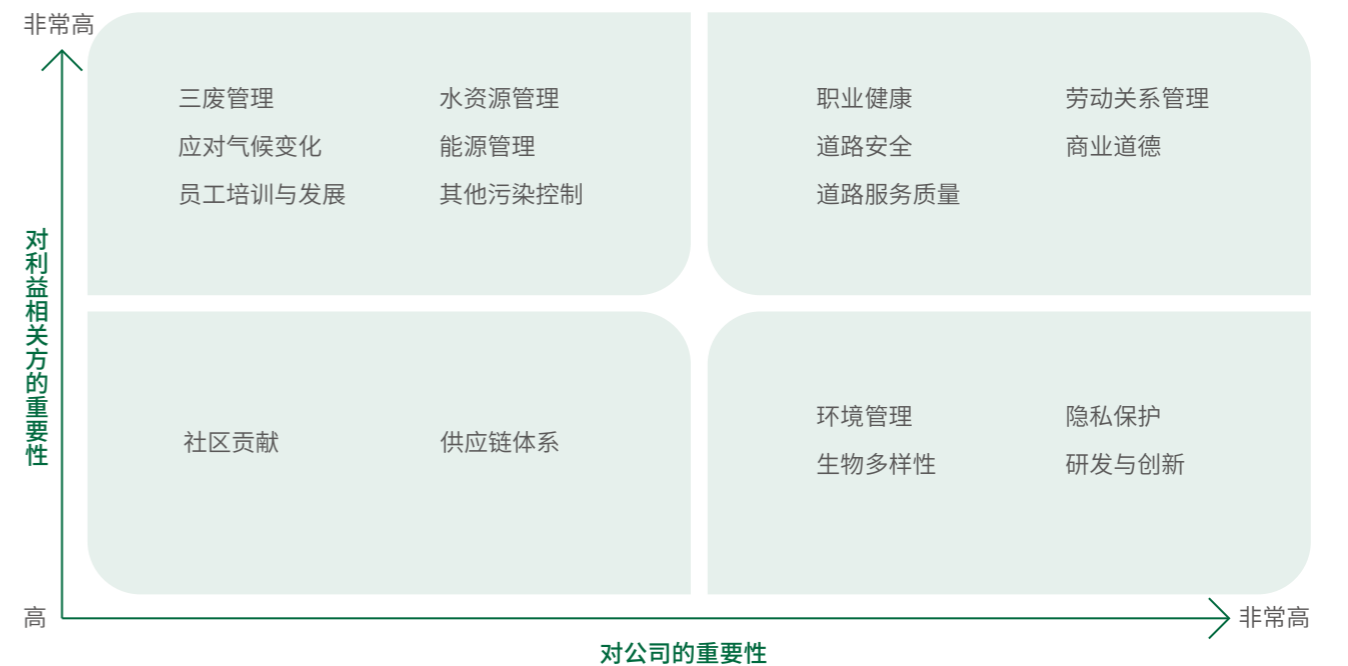 非常高
三废管理
水资源管理
应对气候变化
能源管理
员工培训与发展
其他污染控制
职业健康
劳动关系管理
道路安全
商业道德
道路服务质量
对利益相关方的重要性
社区贡献
供应链体系
环境管理
隐私保护
生物多样性
研发与创新
高
非常高
对公司的重要性